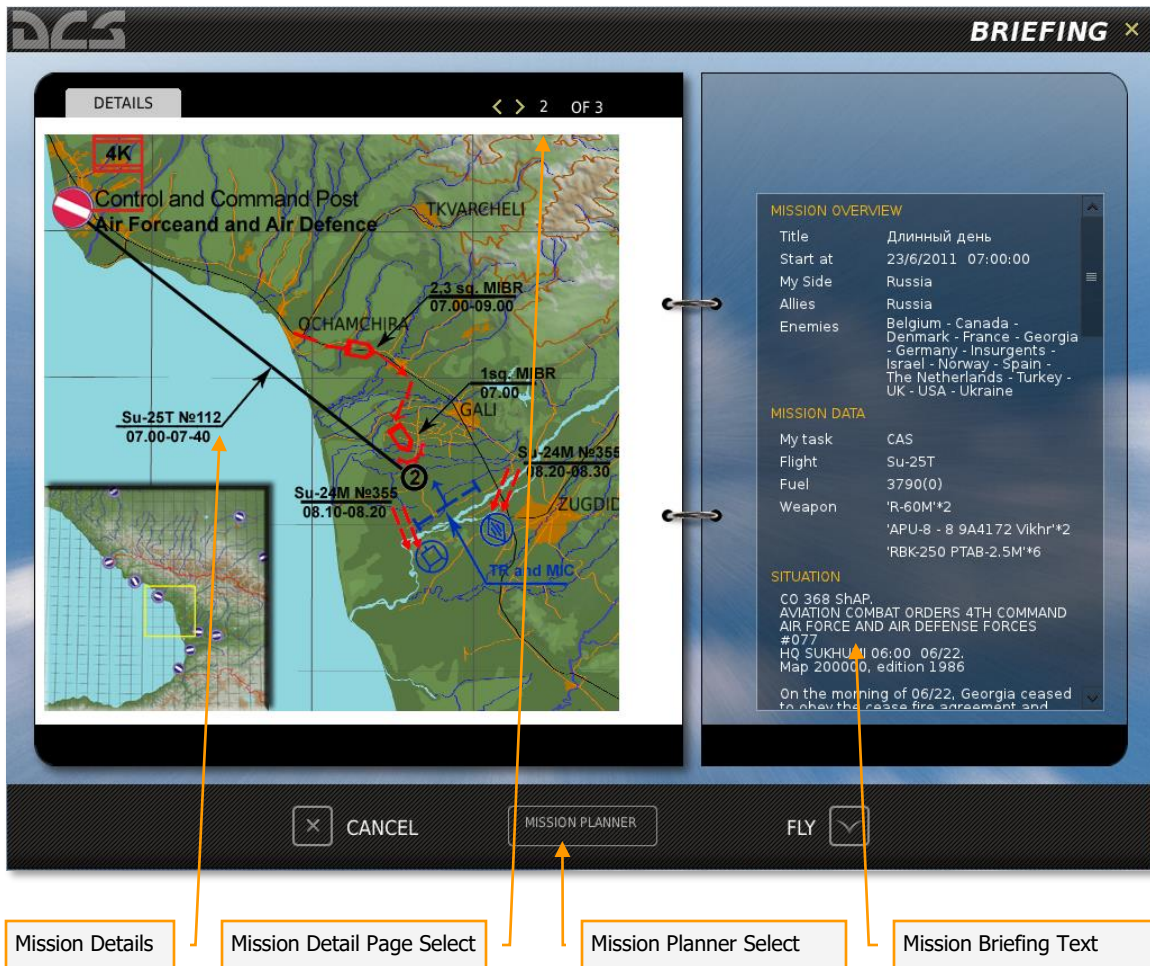 DCS
BRIEFING
DETAILS
2 OF 3
4K
Control and Command Post
Air Forceand and Air Defence
TKVARCHELI
2,3 sq. MIBR
07.00-09.00
OCHAMCHIRA
1sq. MIBR
07.00
GALI
Su-25T №112
07.00-07-40
Su-24M №355
08.20-08.30
2
Su-24M №355
08.10-08.20
ZUGDID
TR and MIC
MISSION OVERVIEW
Title Длинный день
Start at 23/6/2011 07:00:00
My Side Russia
Allies Russia
Enemies Belgium - Canada -
Denmark - France - Georgia
- Germany - Insurgents -
Israel - Norway - Spain -
The Netherlands - Turkey -
UK - USA - Ukraine
MISSION DATA
My task CAS
Flight Su-25T
Fuel 3790(0)
Weapon 'R-60M'*2
'APU-8 - 8 9A4172 Vikhr'*2
'RBK-250 PTAB-2.5M'*6
SITUATION
CO 368 ShAP.
AVIATION COMBAT ORDERS 4TH COMMAND
AIR FORCE AND AIR DEFENSE FORCES
#077
HQ SUKHUMI 06:00 06/22.
Map 200000, edition 1986
On the morning of 06/22, Georgia ceased
to obey the cease fire agreement and
CANCEL
MISSION PLANNER
FLY
Mission Details
Mission Detail Page Select
Mission Planner Select
Mission Briefing Text